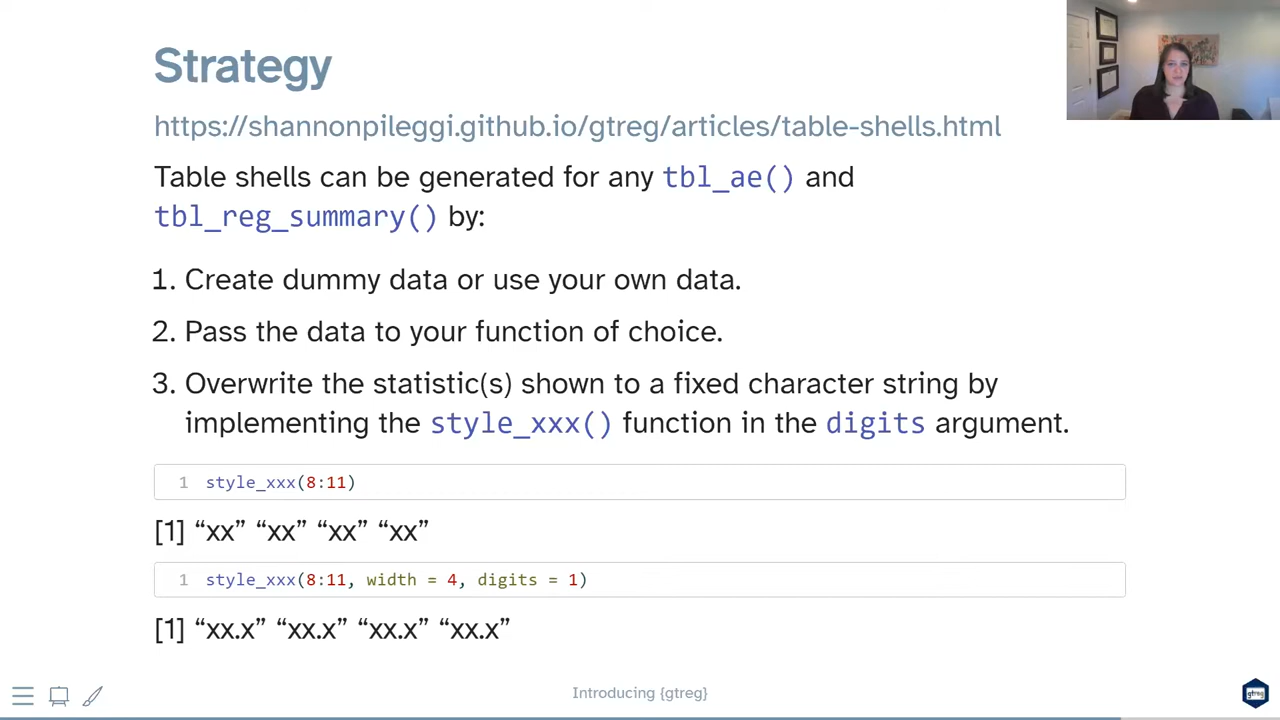 Strategy
https://shannonpileggi.github.io/gtreg/articles/table-shells.html
Table shells can be generated for any tbl_ae() and
tbl_reg_summary() by:
1. Create dummy data or use your own data.
2. Pass the data to your function of choice.
3. Overwrite the statistic(s) shown to a fixed character string by
implementing the style_xxx() function in the digits argument.
1 style_xxx(8:11)
[1] “xx” “xx” “xx” “xx”
1 style_xxx(8:11, width = 4, digits = 1)
[1] “xx.x” “xx.x” “xx.x” “xx.x”
Introducing {gtreg}
gtreg